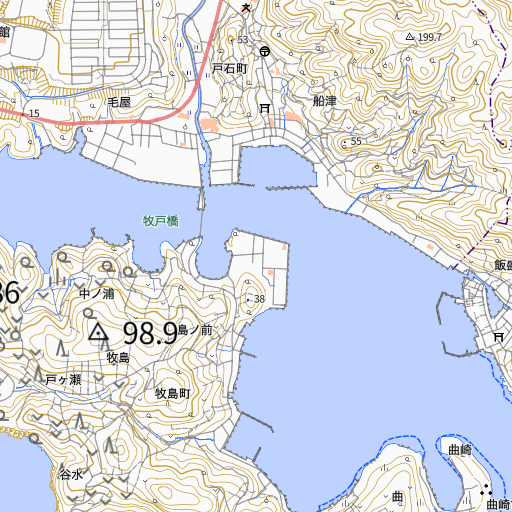 館
53
199.7
戸石町
毛屋
船津
15
55
牧戸橋
飯盛
中ノ浦
36
38
98.9
島ノ前
牧島
戸ヶ瀬
牧島町
曲崎
谷水
曲
曲崎